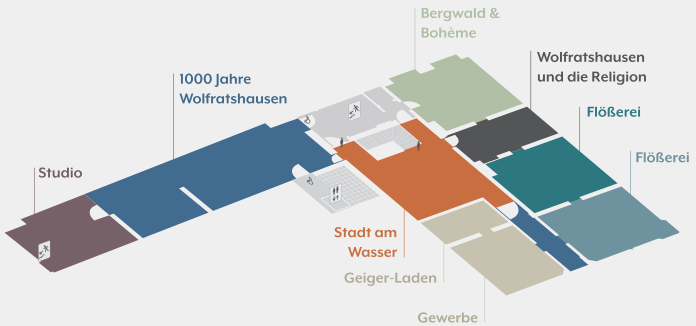 Bergwald &
Bohème
Wolfratshausen
und die Religion
1000 Jahre
Wolfratshausen
Flößerei
Flößerei
Studio
Stadt am
Wasser
Geiger-Laden
Gewerbe